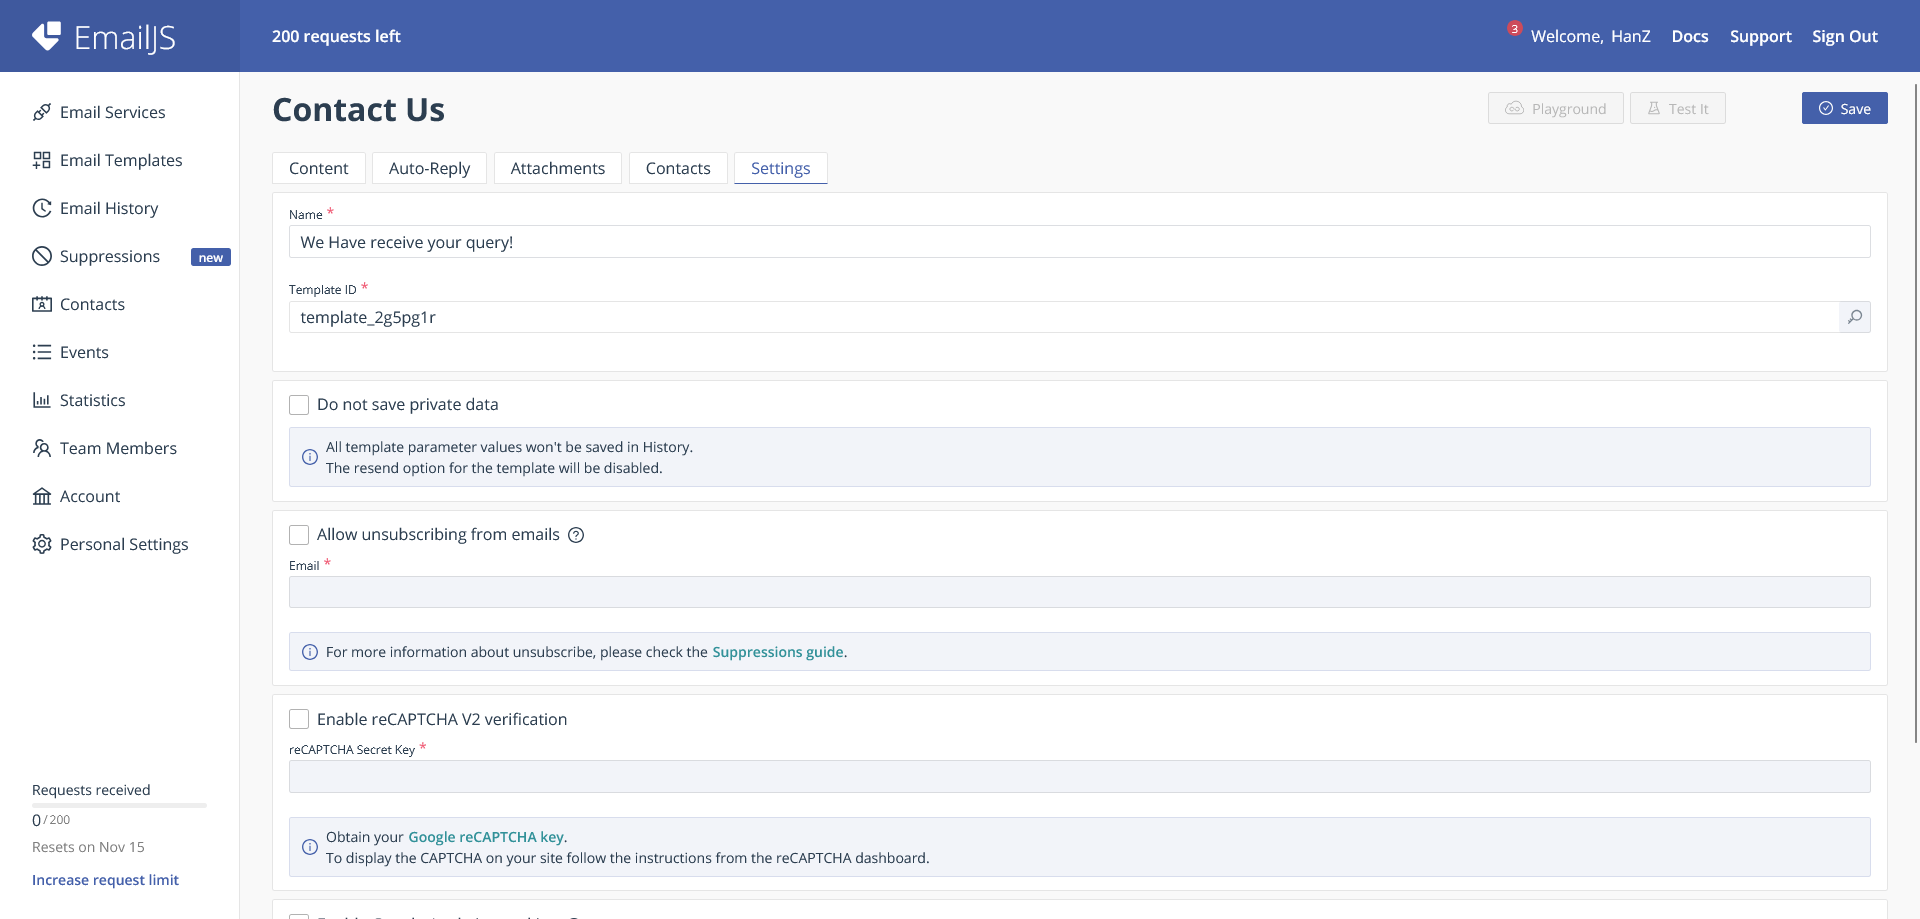 EmailJS
200 requests left
3
Welcome, HanZ
Docs
Support
Sign Out
Email Services
Email Templates
Email History
Suppressions
new
Contacts
Events
Statistics
Team Members
Account
Personal Settings
Requests received
0 / 200
Resets on Nov 15
Increase request limit
Contact Us
Playground
Test It
Save
Content
Auto-Reply
Attachments
Contacts
Settings
Name *
We Have receive your query!
Template ID *
template_2g5pg1r
Do not save private data
All template parameter values won't be saved in History.
The resend option for the template will be disabled.
Allow unsubscribing from emails
Email *
For more information about unsubscribe, please check the Suppressions guide.
Enable reCAPTCHA V2 verification
reCAPTCHA Secret Key *
Obtain your Google reCAPTCHA key.
To display the CAPTCHA on your site follow the instructions from the reCAPTCHA dashboard.